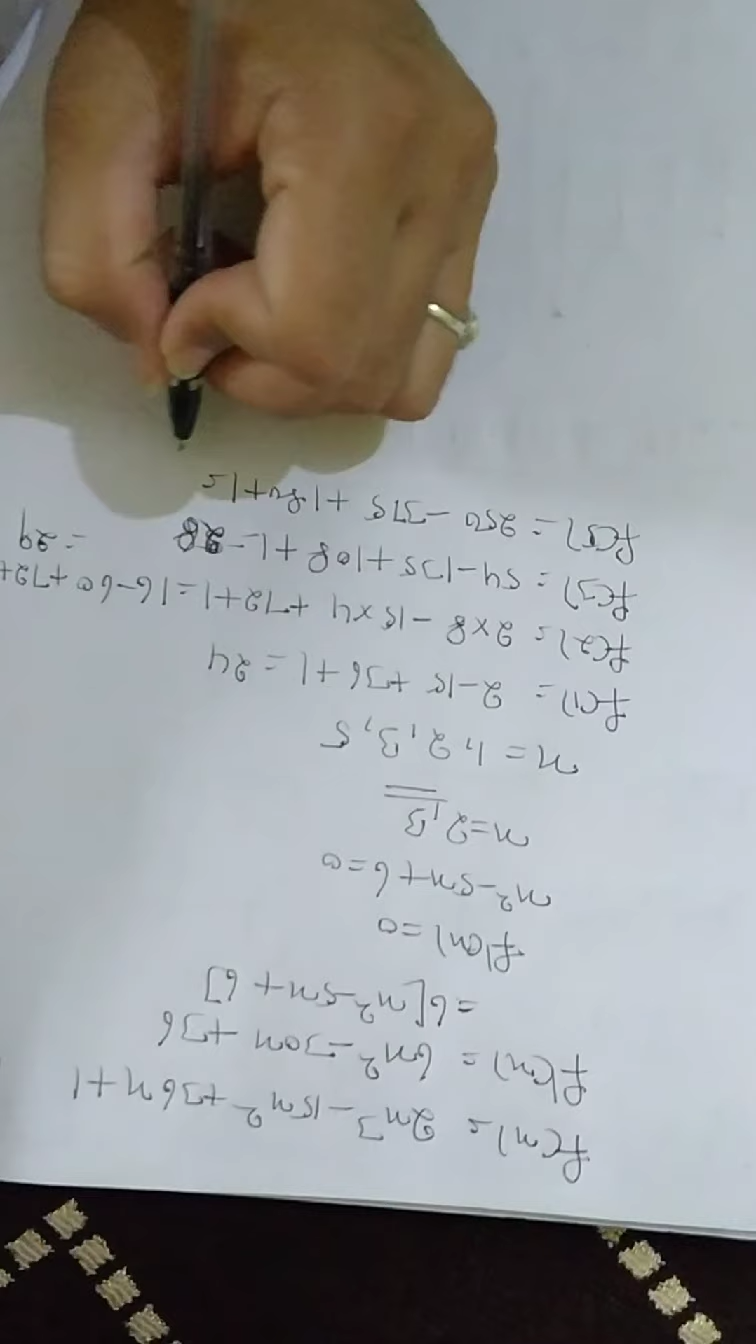 f(x) = 2x³ - 15x² + 36x + 1
f'(x) = 6x² - 30x + 36
= 6[x² - 5x + 6]
f'(x) = 0
x² - 5x + 6 = 0
x = 2, 3
x = 1, 2, 3, 5
f(1) = 2 - 15 + 36 + 1 = 24
f(2) = 2×8 - 15×4 + 72 + 1 = 16 - 60 + 72 +
= 29
f(3) = 54 - 135 + 108 + 1 = 28
f(5) = 250 - 375 + 180 + 1 =